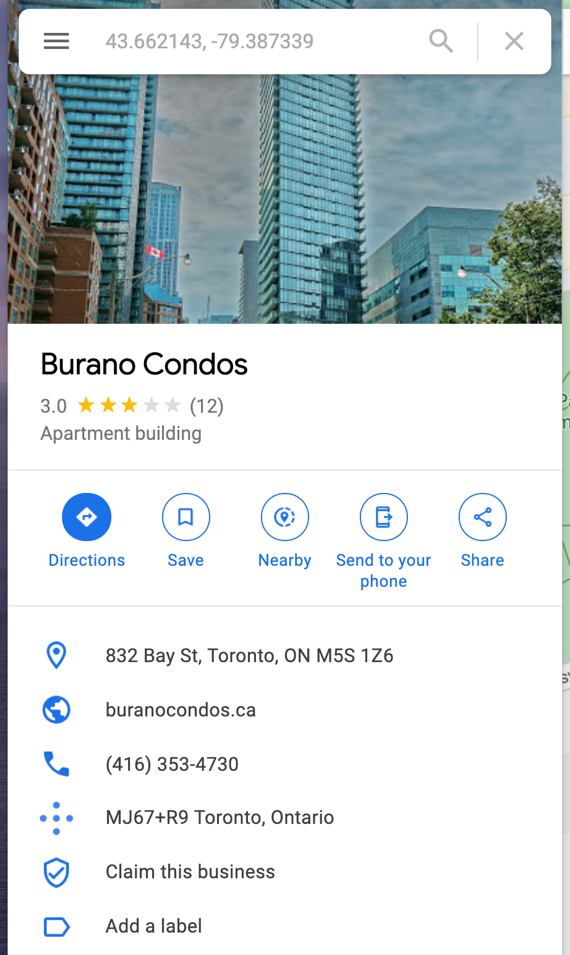 43.662143, -79.387339
Burano Condos
3.0 (12)
Apartment building
Directions
Save
Nearby
Send to your
phone
Share
832 Bay St, Toronto, ON M5S 1Z6
buranocondos.ca
(416) 353-4730
MJ67+R9 Toronto, Ontario
Claim this business
Add a label